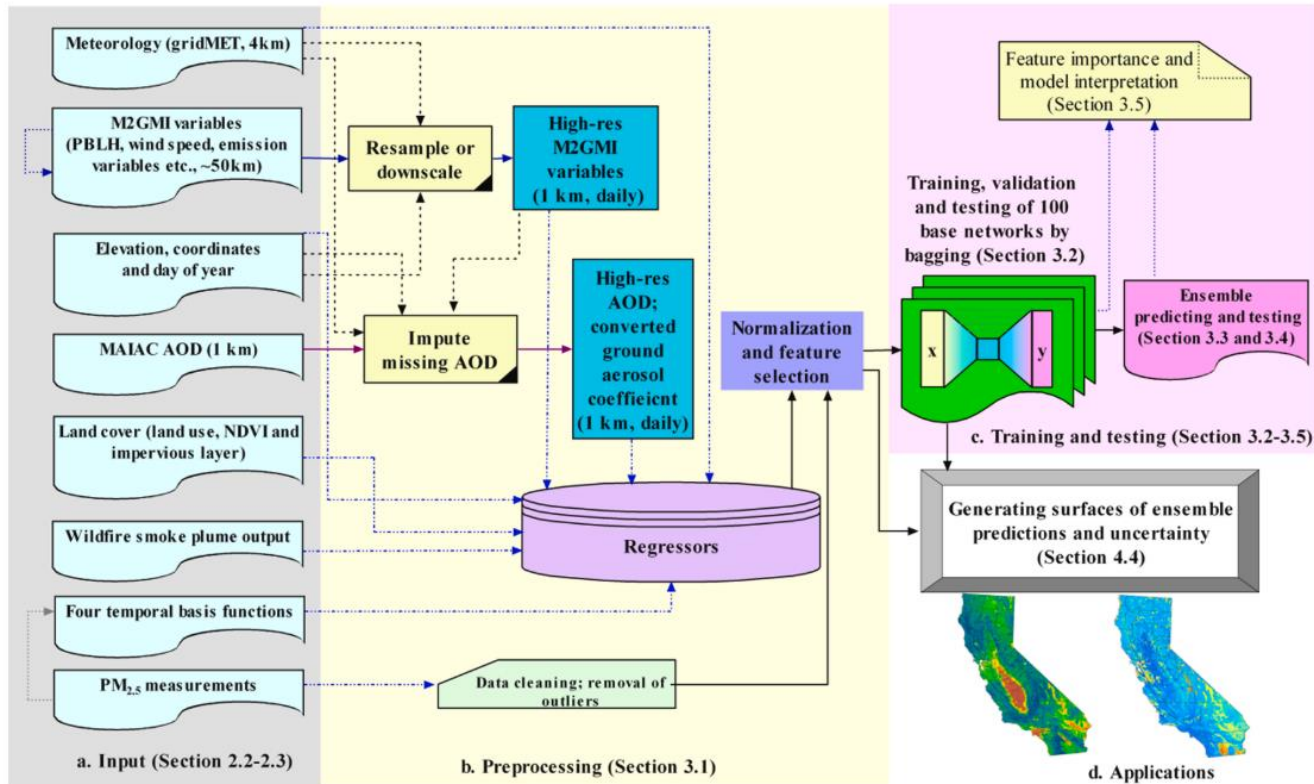 Meteorology (gridMET, 4km)
M2GMI variables
(PBLH, wind speed, emission
variables etc., ~50km)
Elevation, coordinates
and day of year
MAIAC AOD (1 km)
Land cover (land use, NDVI and
impervious layer)
Wildfire smoke plume output
Four temporal basis functions
PM2.5 measurements
a. Input (Section 2.2-2.3)
Resample or
downscale
High-res
M2GMI
variables
(1 km, daily)
Impute
missing AOD
High-res
AOD;
converted
ground
aerosol
coeffieicnt
(1 km, daily)
Normalization
and feature
selection
Regressors
Data cleaning; removal of
outliers
b. Preprocessing (Section 3.1)
Feature importance and
model interpretation
(Section 3.5)
Training, validation
and testing of 100
base networks by
bagging (Section 3.2)
x
y
Ensemble
predicting and testing
(Section 3.3 and 3.4)
c. Training and testing (Section 3.2-3.5)
Generating surfaces of ensemble
predictions and uncertainty
(Section 4.4)
d. Applications